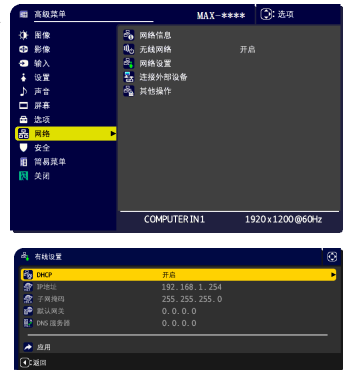 高级菜单 MAX-**** :选项
图像
影像
输入
设置
声音
屏幕
选项
网络
安全
简易菜单
关闭
网络信息
无线网络 开启
网络设置
连接外部设备
其他操作
COMPUTER IN 1 1920 x 1200 @60Hz
有线设置
DHCP 开启
IP地址 192.168.1.254
子网掩码 255.255.255.0
默认网关 0.0.0.0
DNS 服务器 0.0.0.0
应用
:返回